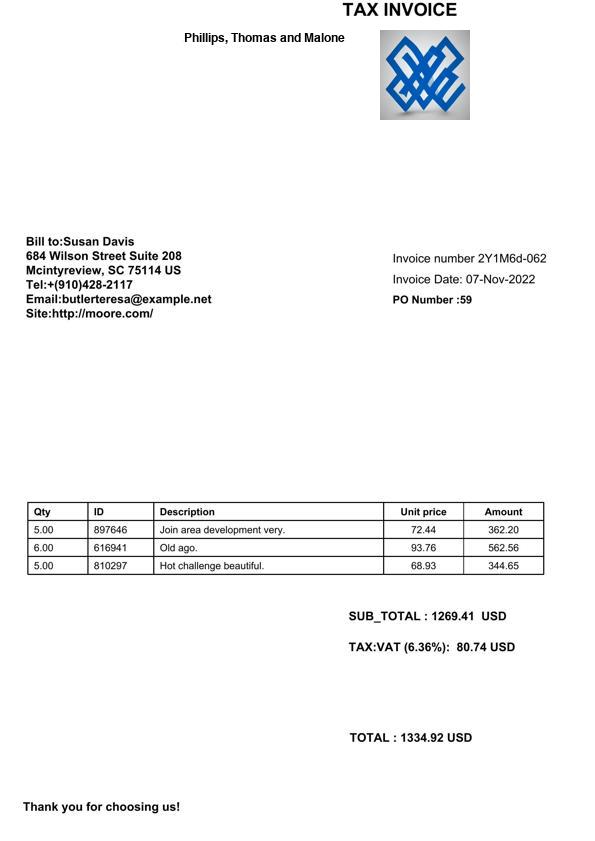 TAX INVOICE
Phillips, Thomas and Malone
Bill to:Susan Davis
684 Wilson Street Suite 208
Mcintyreview, SC 75114 US
Tel:+(910)428-2117
Email:butlerteresa@example.net
Site:http://moore.com/
Invoice number 2Y1M6d-062
Invoice Date: 07-Nov-2022
PO Number :59
Qty ID Description Unit price Amount
5.00 897646 Join area development very. 72.44 362.20
6.00 616941 Old ago. 93.76 562.56
5.00 810297 Hot challenge beautiful. 68.93 344.65
SUB_TOTAL : 1269.41 USD
TAX:VAT (6.36%): 80.74 USD
TOTAL : 1334.92 USD
Thank you for choosing us!